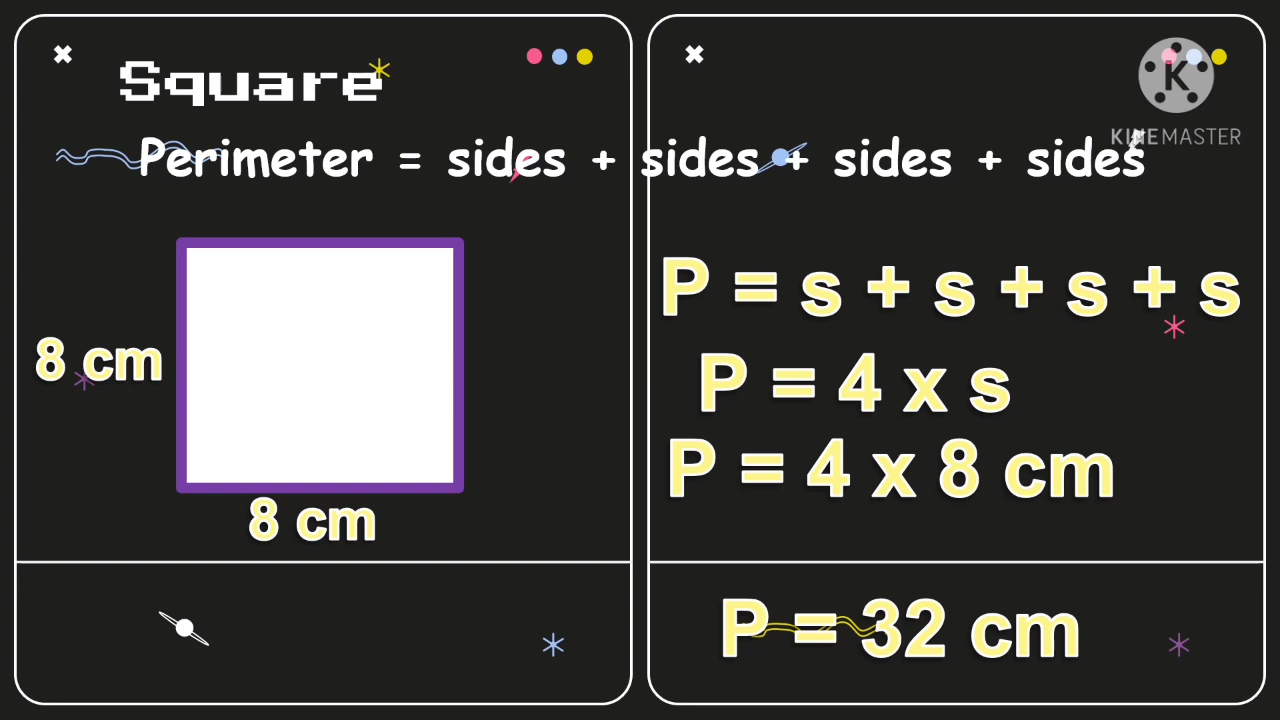 Square
KINEMASTER
Perimeter = sides + sides + sides + sides
P = s + s + s + s
8 cm
P = 4 x s
P = 4 x 8 cm
8 cm
P = 32 cm